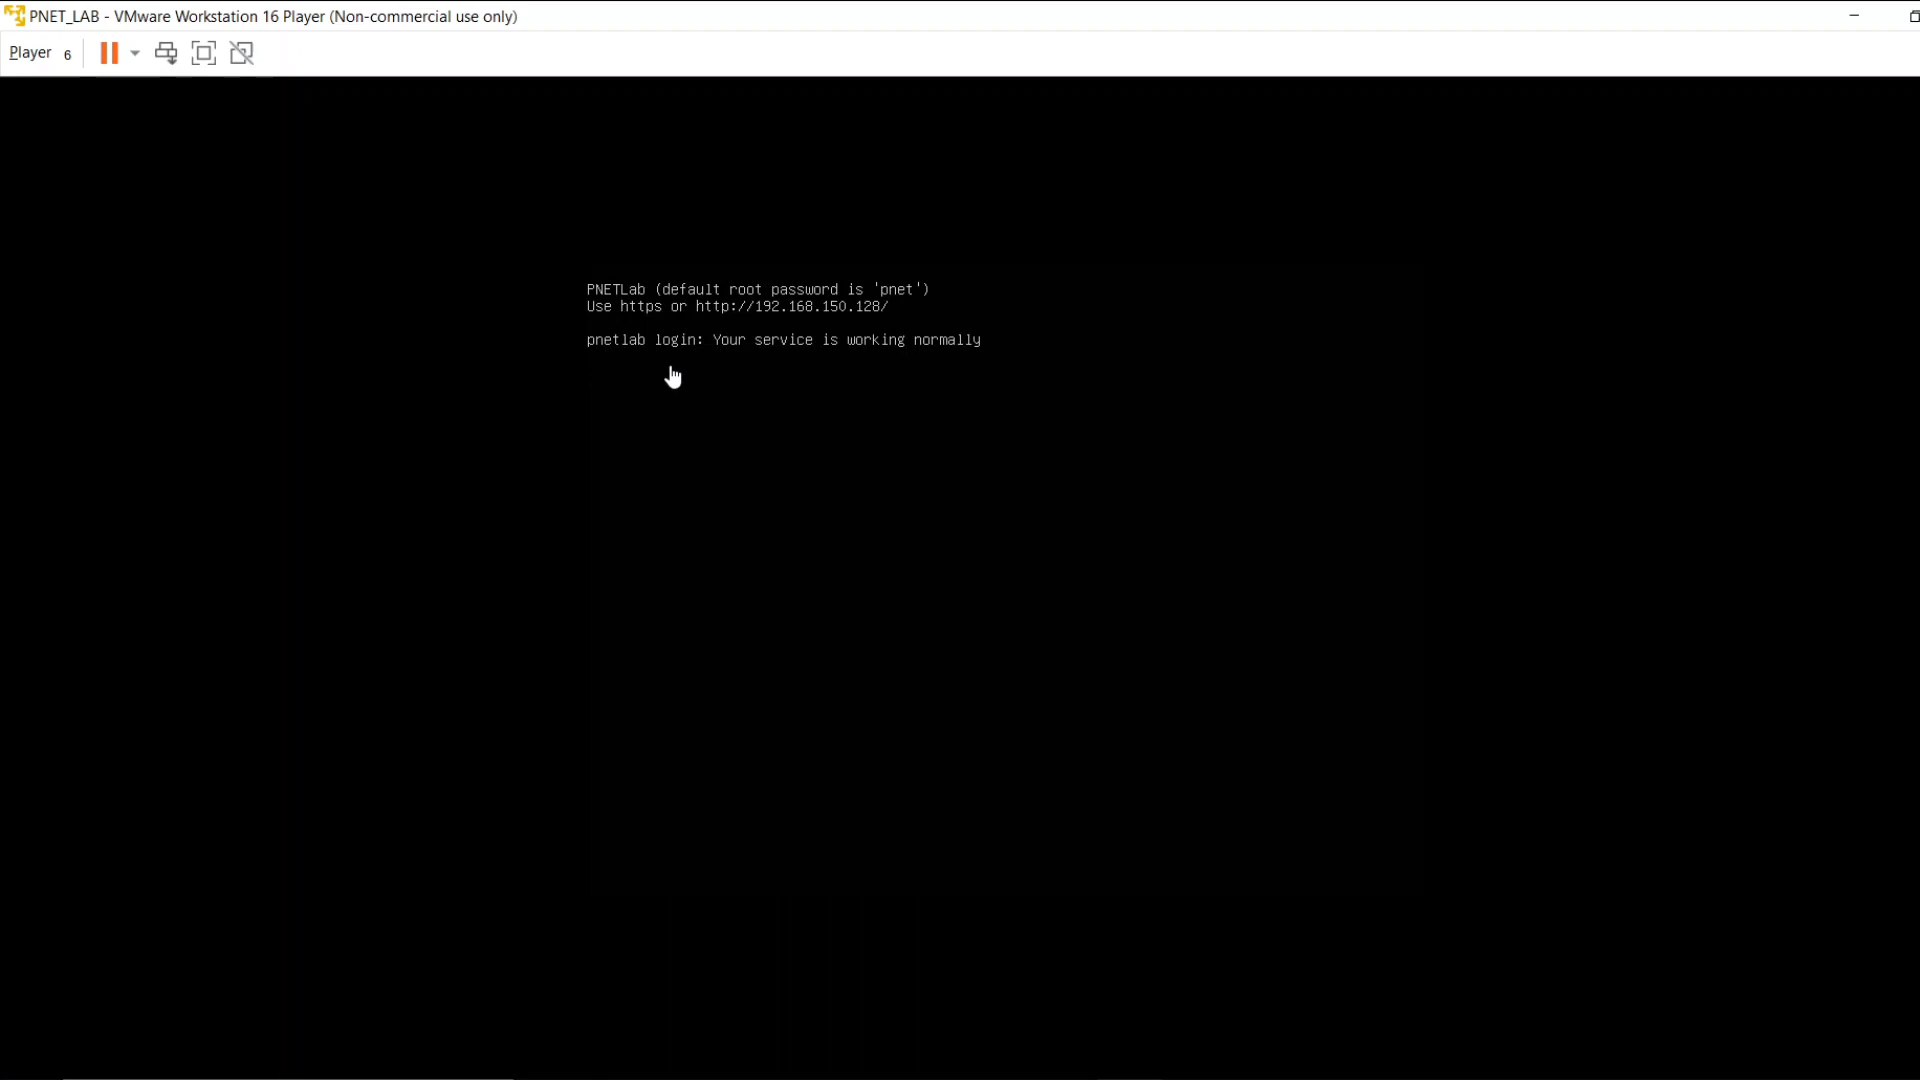 PNET_LAB - VMware Workstation 16 Player (Non-commercial use only)
Player 6
PNETLab (default root password is 'pnet')
Use https or http://192.168.150.128/
pnetlab login: Your service is working normally